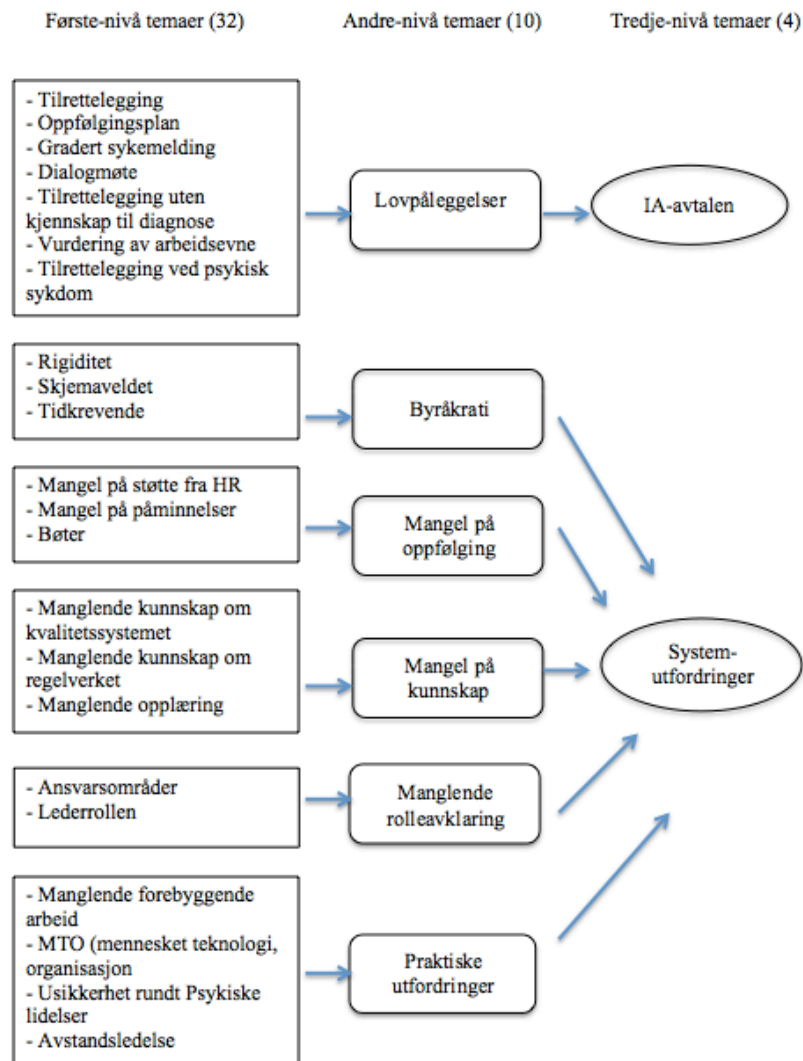 Første-nivå temaer (32)
Andre-nivå temaer (10)
Tredje-nivå temaer (4)
- Tilrettelegging
- Oppfølgingsplan
- Gradert sykemelding
- Dialogmøte
- Tilrettelegging uten
kjennskap til diagnose
- Vurdering av arbeidsevne
- Tilrettelegging ved psykisk
sykdom
Lovpåleggelser
IA-avtalen
- Rigiditet
- Skjemaveldet
- Tidkrevende
Byråkrati
- Mangel på støtte fra HR
- Mangel på påminnelser
- Bøter
Mangel på
oppfølging
- Manglende kunnskap om
kvalitetssystemet
- Manglende kunnskap om
regelverket
- Manglende opplæring
Mangel på
kunnskap
System-
utfordringer
- Ansvarsområder
- Lederrollen
Manglende
rolleavklaring
- Manglende forebyggende
arbeid
- MTO (mennesket teknologi,
organisasjon
- Usikkerhet rundt Psykiske
lidelser
- Avstandsledelse
Praktiske
utfordringer